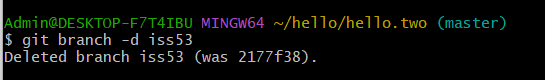 Admin@DESKTOP-F7T4IBU MINGW64 ~/hello/hello.two (master)
$ git branch -d iss53
Deleted branch iss53 (was 2177f38).